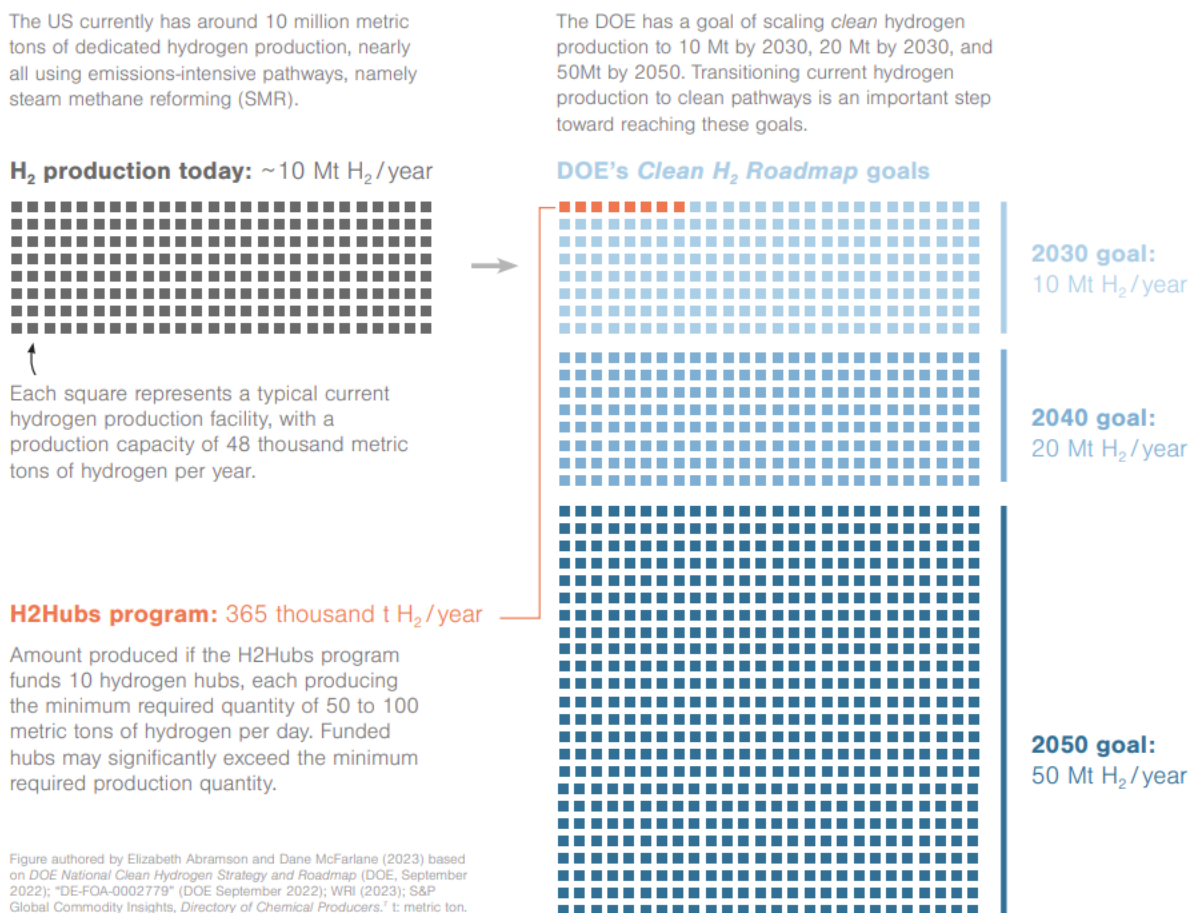 The US currently has around 10 million metric
tons of dedicated hydrogen production, nearly
all using emissions-intensive pathways, namely
steam methane reforming (SMR).
H₂ production today: ~10 Mt H₂/year
Each square represents a typical current
hydrogen production facility, with a
production capacity of 48 thousand metric
tons of hydrogen per year.
H2Hubs program: 365 thousand t H₂/year
Amount produced if the H2Hubs program
funds 10 hydrogen hubs, each producing
the minimum required quantity of 50 to 100
metric tons of hydrogen per day. Funded
hubs may significantly exceed the minimum
required production quantity.
Figure authored by Elizabeth Abramson and Dane McFarlane (2023) based
on DOE National Clean Hydrogen Strategy and Roadmap (DOE, September
2022); "DE-FOA-0002779" (DOE September 2022); WRI (2023); S&P
Global Commodity Insights, Directory of Chemical Producers.⁷ t: metric ton.
The DOE has a goal of scaling clean hydrogen
production to 10 Mt by 2030, 20 Mt by 2030, and
50Mt by 2050. Transitioning current hydrogen
production to clean pathways is an important step
toward reaching these goals.
DOE's Clean H₂ Roadmap goals
2030 goal:
10 Mt H₂/year
2040 goal:
20 Mt H₂/year
2050 goal:
50 Mt H₂/year